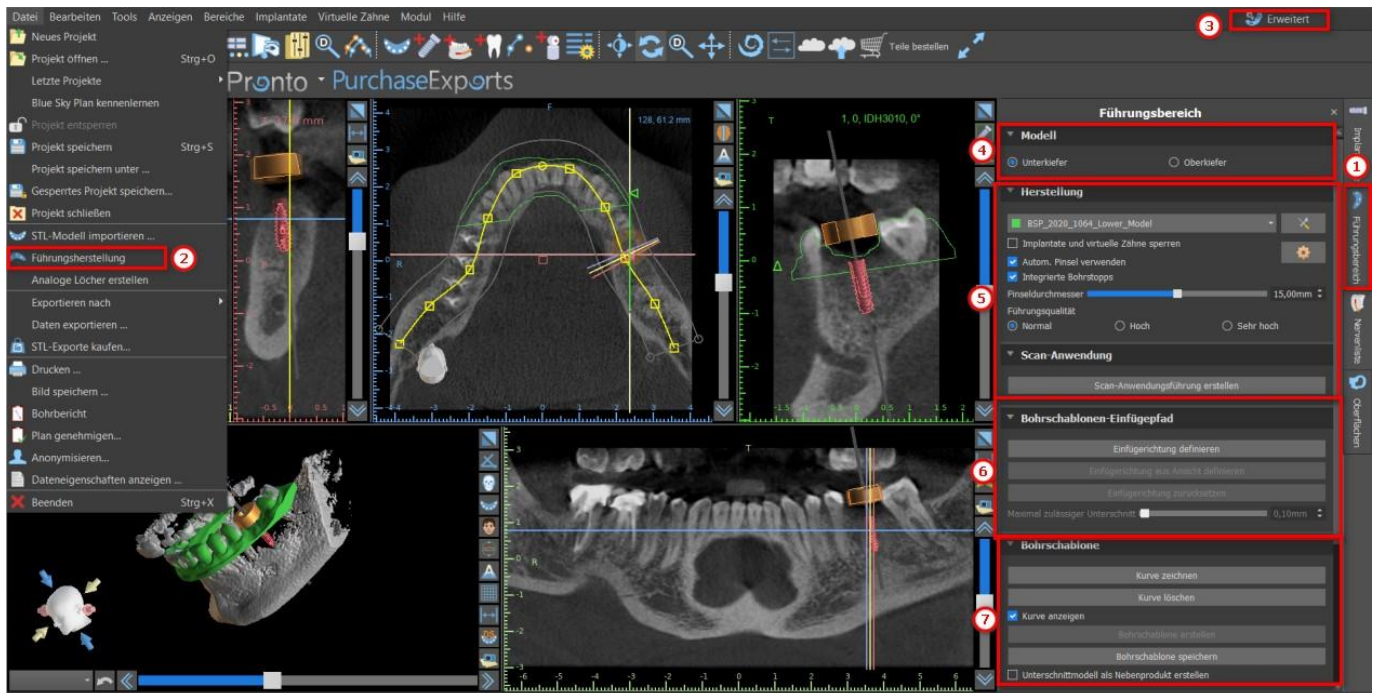 Datei Bearbeiten Tools Anzeigen Bereiche Implantate Virtuelle Zähne Modul Hilfe
3
Erweitert
Neues Projekt
Projekt öffnen ... Strg+O
Letzte Projekte
Blue Sky Plan kennenlernen
Projekt entsperren
Projekt speichern Strg+S
Projekt speichern unter ...
Gesperrtes Projekt speichern...
Projekt schließen
STL-Modell importieren ...
Führungsherstellung
2
Analoge Löcher erstellen
Exportieren nach
Daten exportieren ...
STL-Exporte kaufen...
Drucken ...
Bild speichern ...
Bohrbericht
Plan genehmigen...
Anonymisieren...
Dateneigenschaften anzeigen ...
Beenden Strg+X
Teile bestellen
Pronto PurchaseExports
F
128, 61.2 mm
R
T
1, 0, IDH3010, 0°
T
R
Führungsbereich
4
Modell
Unterkiefer Oberkiefer
5
Herstellung
BSP_2020_1064_Lower_Model
Implantate und virtuelle Zähne sperren
Autom. Pinsel verwenden
Integrierte Bohrstopps
Pinseldurchmesser 15,00mm
Führungsqualität
Normal Hoch Sehr hoch
Scan-Anwendung
Scan-Anwendungsführung erstellen
6
Bohrschablonen-Einfügepfad
Einfügerichtung definieren
Einfügerichtung aus Ansicht definieren
Einfügerichtung zurücksetzen
Maximal zulässiger Unterschnitt 0,10mm
7
Bohrschablone
Kurve zeichnen
Kurve löschen
Kurve anzeigen
Bohrschablone erstellen
Bohrschablone speichern
Unterschnittmodell als Nebenprodukt erstellen
1
Führungsbereich
Nervenliste
Oberflächen